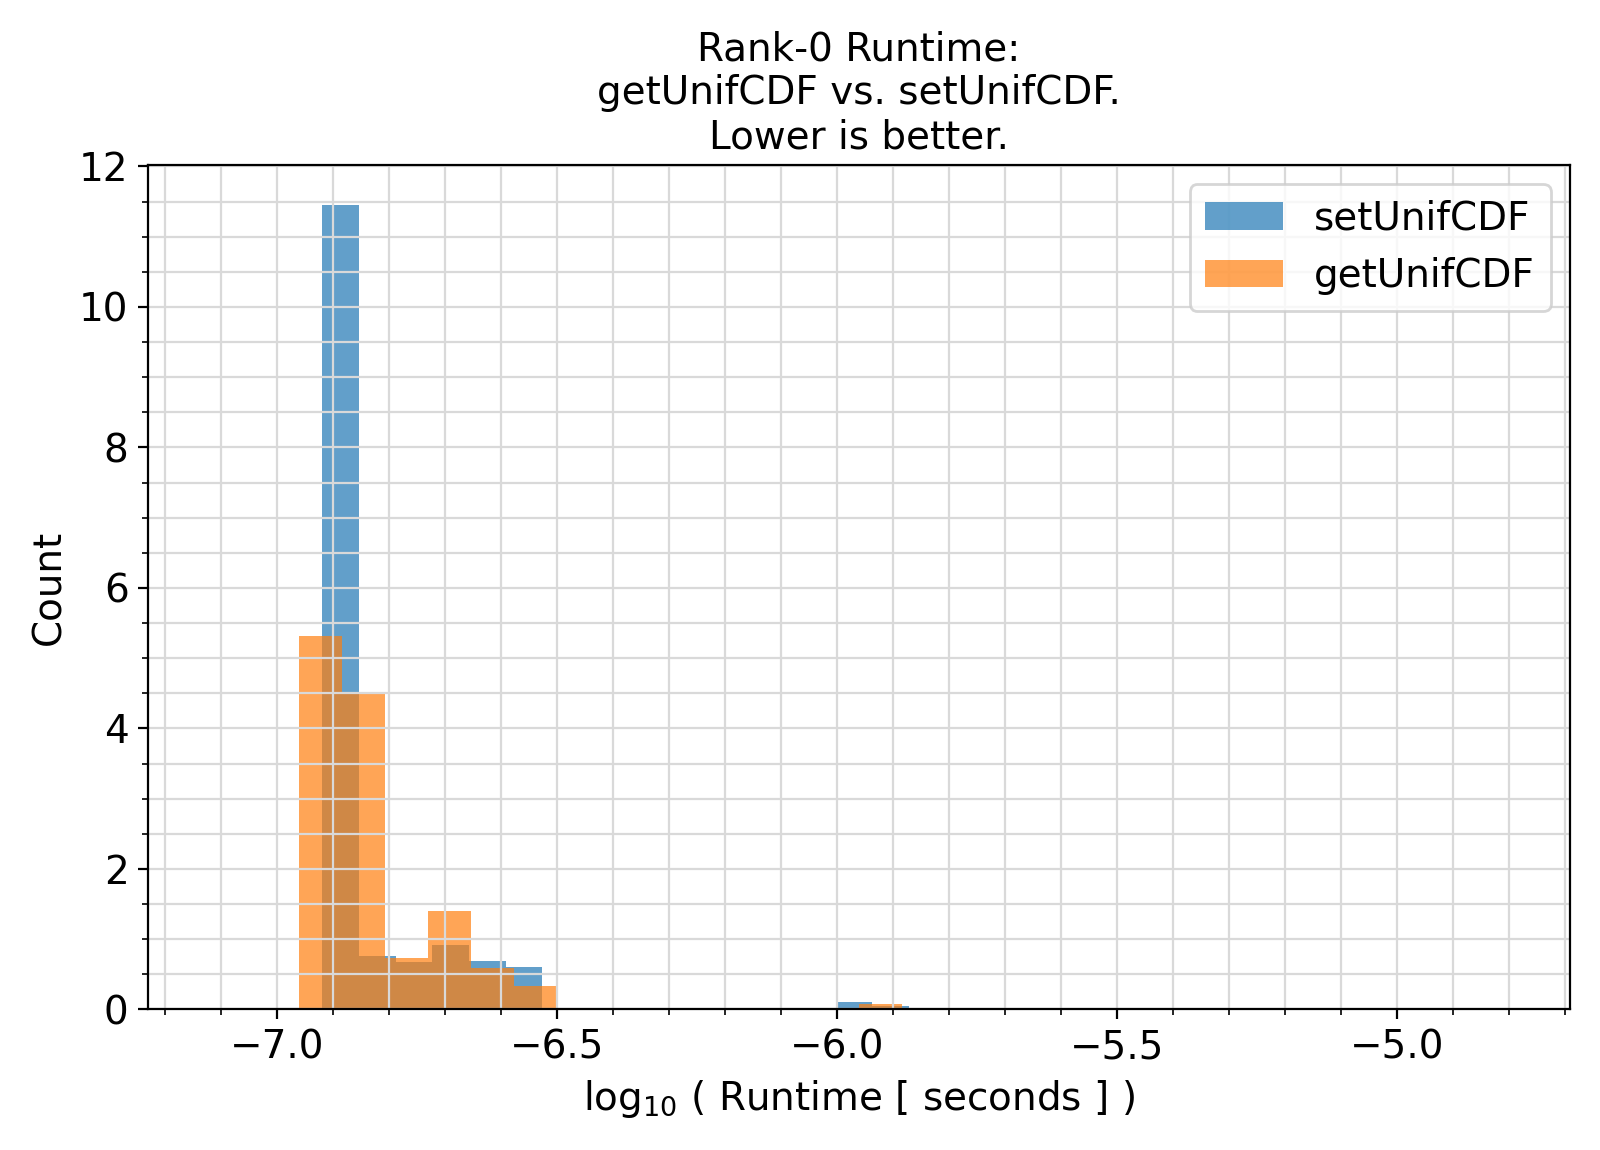 Rank-0 Runtime:
getUnifCDF vs. setUnifCDF.
Lower is better.
12
10
8
6
4
2
0
Count
setUnifCDF
getUnifCDF
−7.0 −6.5 −6.0 −5.5 −5.0
log10 ( Runtime [ seconds ] )